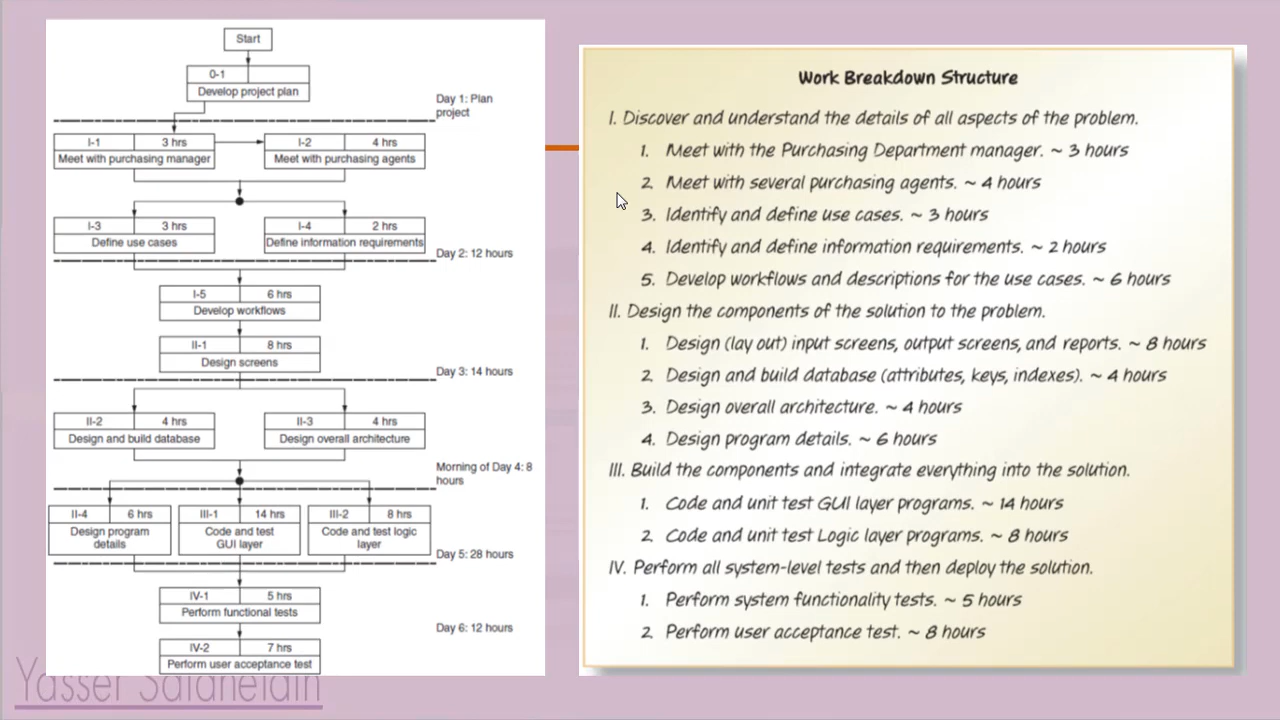 Start
0-1
Develop project plan
Day 1: Plan
project
I-1 3 hrs
Meet with purchasing manager
I-2 4 hrs
Meet with purchasing agents
I-3 3 hrs
Define use cases
I-4 2 hrs
Define information requirements
Day 2: 12 hours
I-5 6 hrs
Develop workflows
II-1 8 hrs
Design screens
Day 3: 14 hours
II-2 4 hrs
Design and build database
II-3 4 hrs
Design overall architecture
Morning of Day 4: 8
hours
II-4 6 hrs
Design program
details
III-1 14 hrs
Code and test
GUI layer
III-2 8 hrs
Code and test logic
layer
Day 5: 28 hours
IV-1 5 hrs
Perform functional tests
Day 6: 12 hours
IV-2 7 hrs
Perform user acceptance test
Work Breakdown Structure
I. Discover and understand the details of all aspects of the problem.
1. Meet with the Purchasing Department manager. ~ 3 hours
2. Meet with several purchasing agents. ~ 4 hours
3. Identify and define use cases. ~ 3 hours
4. Identify and define information requirements. ~ 2 hours
5. Develop workflows and descriptions for the use cases. ~ 6 hours
II. Design the components of the solution to the problem.
1. Design (lay out) input screens, output screens, and reports. ~ 8 hours
2. Design and build database (attributes, keys, indexes). ~ 4 hours
3. Design overall architecture. ~ 4 hours
4. Design program details. ~ 6 hours
III. Build the components and integrate everything into the solution.
1. Code and unit test GUI layer programs. ~ 14 hours
2. Code and unit test Logic layer programs. ~ 8 hours
IV. Perform all system-level tests and then deploy the solution.
1. Perform system functionality tests. ~ 5 hours
2. Perform user acceptance test. ~ 8 hours
Yasser